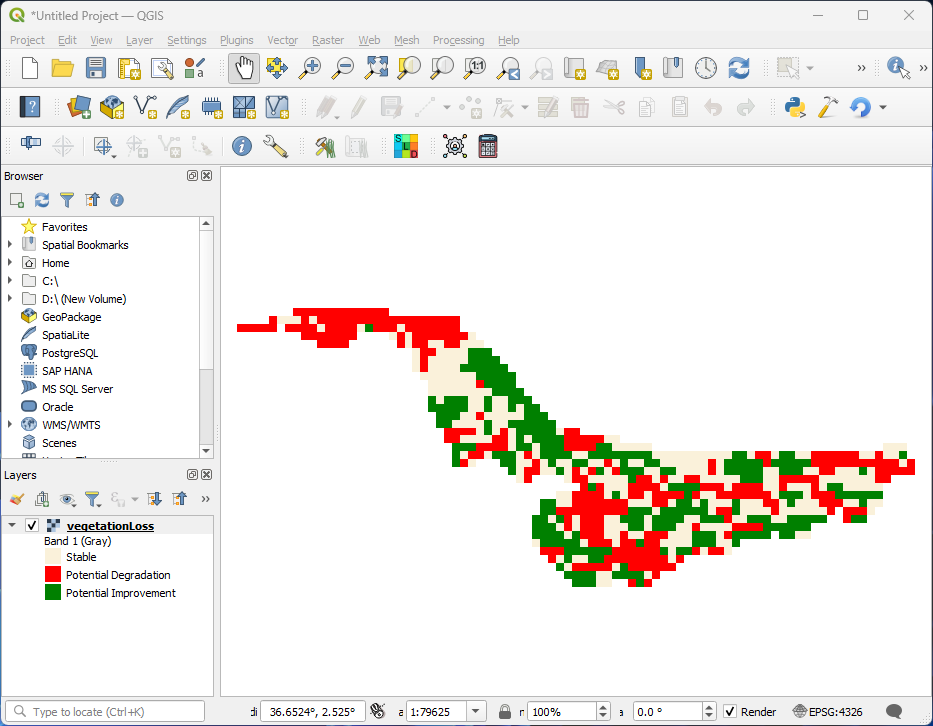 *Untitled Project — QGIS
Project Edit View Layer Settings Plugins Vector Raster Web Mesh Processing Help
Browser
Favorites
Spatial Bookmarks
Home
C:\
D:\ (New Volume)
GeoPackage
SpatiaLite
PostgreSQL
SAP HANA
MS SQL Server
Oracle
WMS/WMTS
Scenes
Layers
vegetationLoss
Band 1 (Gray)
Stable
Potential Degradation
Potential Improvement
Type to locate (Ctrl+K) 36.6524°, 2.525° 1:79625 100% 0.0 ° Render EPSG:4326